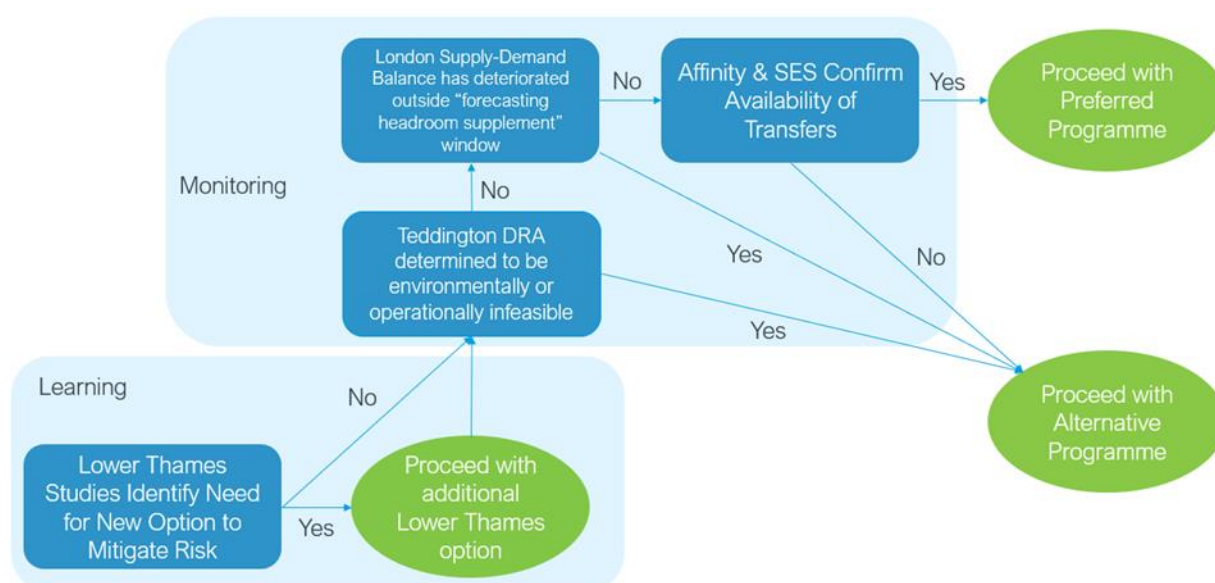 London Supply-Demand
Balance has deteriorated
outside “forecasting
headroom supplement”
window
No
Affinity & SES Confirm
Availability of
Transfers
Yes
Proceed with
Preferred
Programme
Monitoring
No
Teddington DRA
determined to be
environmentally or
operationally infeasible
Yes
No
Yes
Learning
No
Lower Thames
Studies Identify Need
for New Option to
Mitigate Risk
Yes
Proceed with
additional
Lower Thames
option
Proceed with
Alternative
Programme